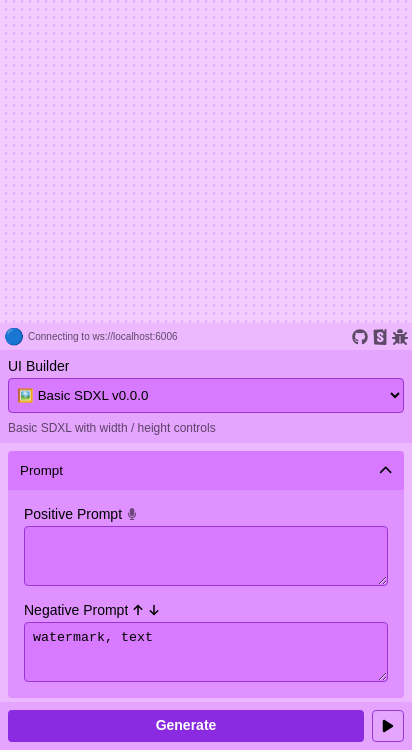 Connecting to ws://localhost:6006
UI Builder
Basic SDXL v0.0.0
Basic SDXL with width / height controls
Prompt
Positive Prompt
Negative Prompt
watermark, text
Generate